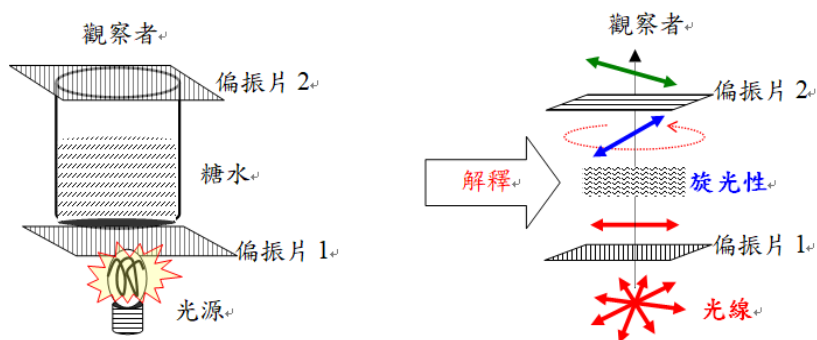 觀察者
偏振片 2
糖水
偏振片 1
光源
解釋
觀察者
偏振片 2
旋光性
偏振片 1
光線